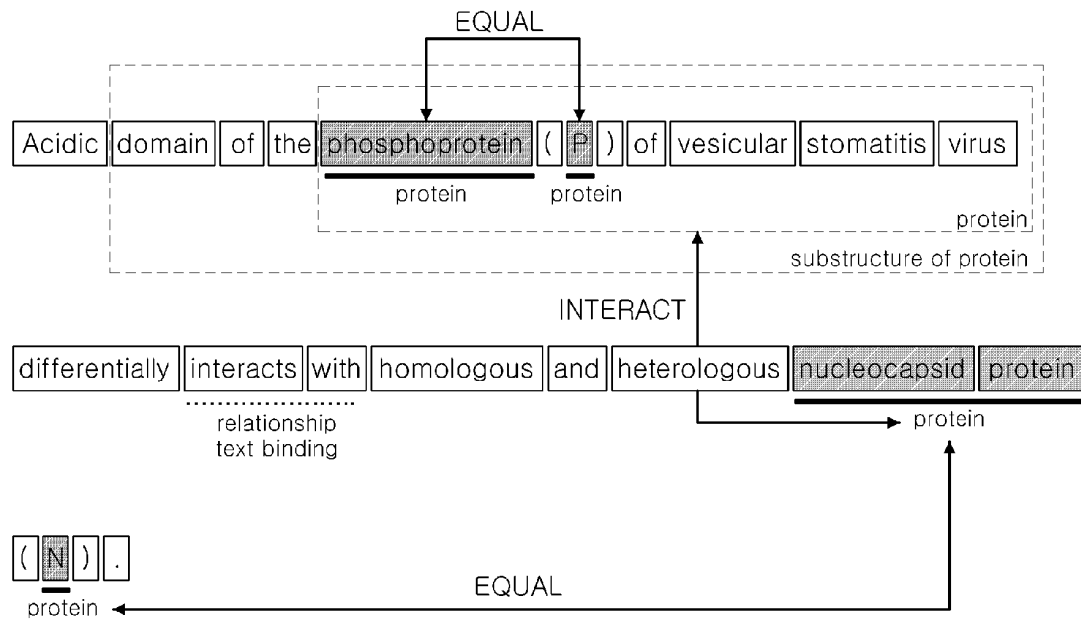 EQUAL
Acidic domain of the phosphoprotein ( P ) of vesicular stomatitis virus
protein protein
protein
substructure of protein
INTERACT
differentially interacts with homologous and heterologous nucleocapsid protein
relationship protein
text binding
( N ) .
EQUAL
protein